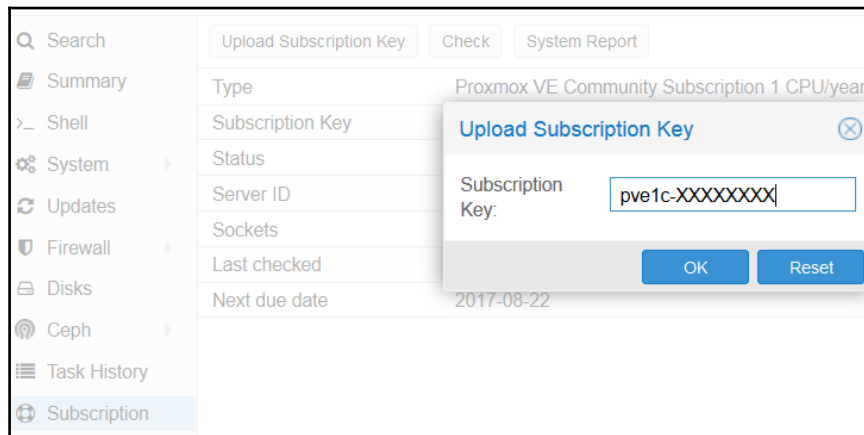 Search
Summary
Shell
System
Updates
Firewall
Disks
Ceph
Task History
Subscription
Upload Subscription Key Check System Report
Type Proxmox VE Community Subscription 1 CPU/year
Subscription Key
Status
Server ID
Sockets
Last checked
Next due date 2017-08-22
Upload Subscription Key
Subscription
Key:
pve1c-XXXXXXXX
OK Reset